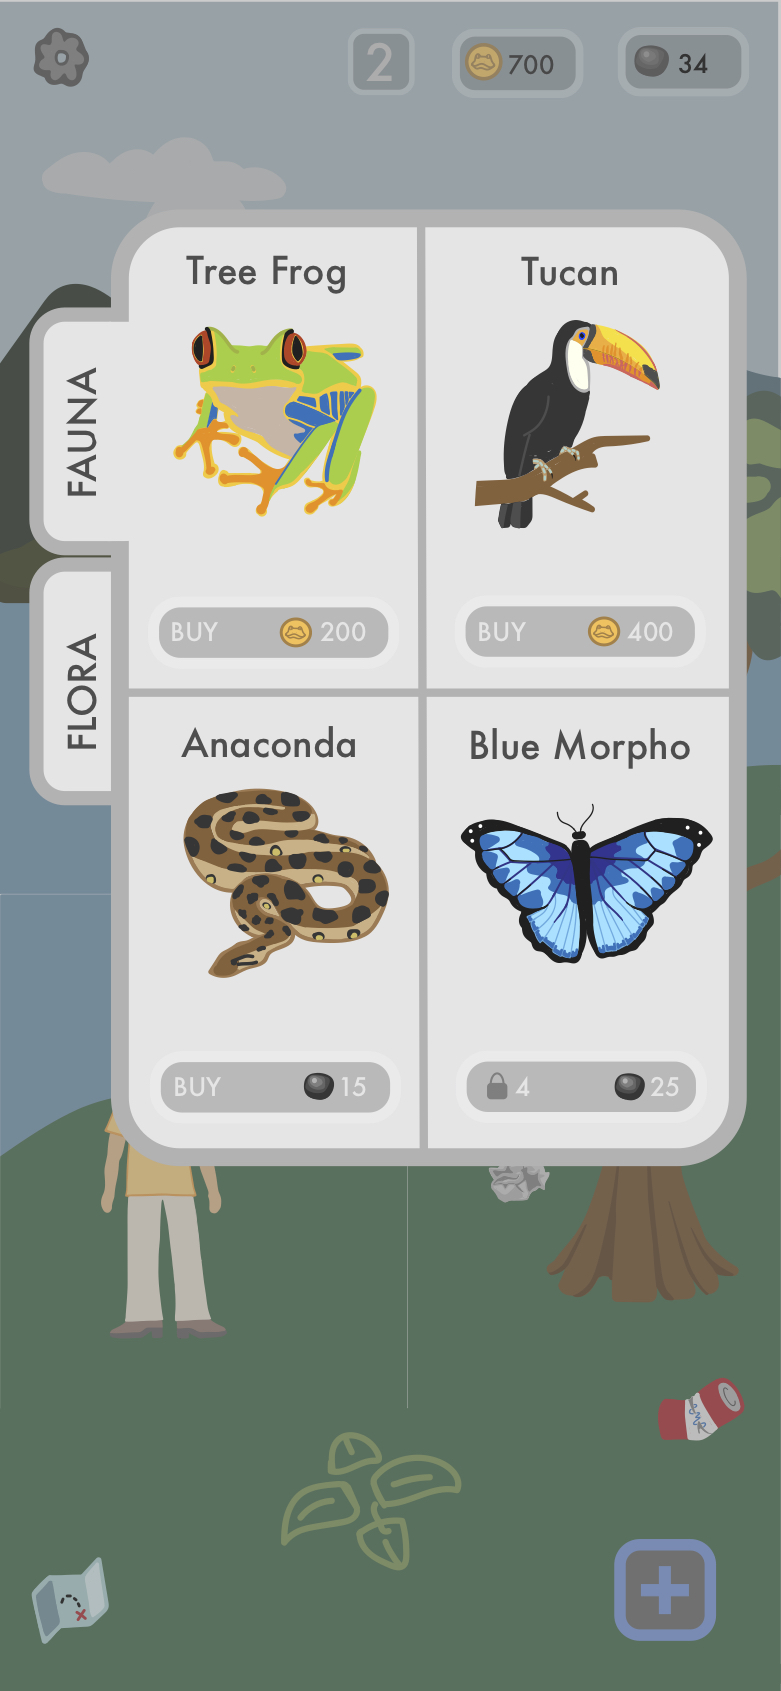 2
700
34
Tree Frog
Tucan
FAUNA
BUY 200
BUY 400
FLORA
Anaconda
Blue Morpho
BUY 15
4 25